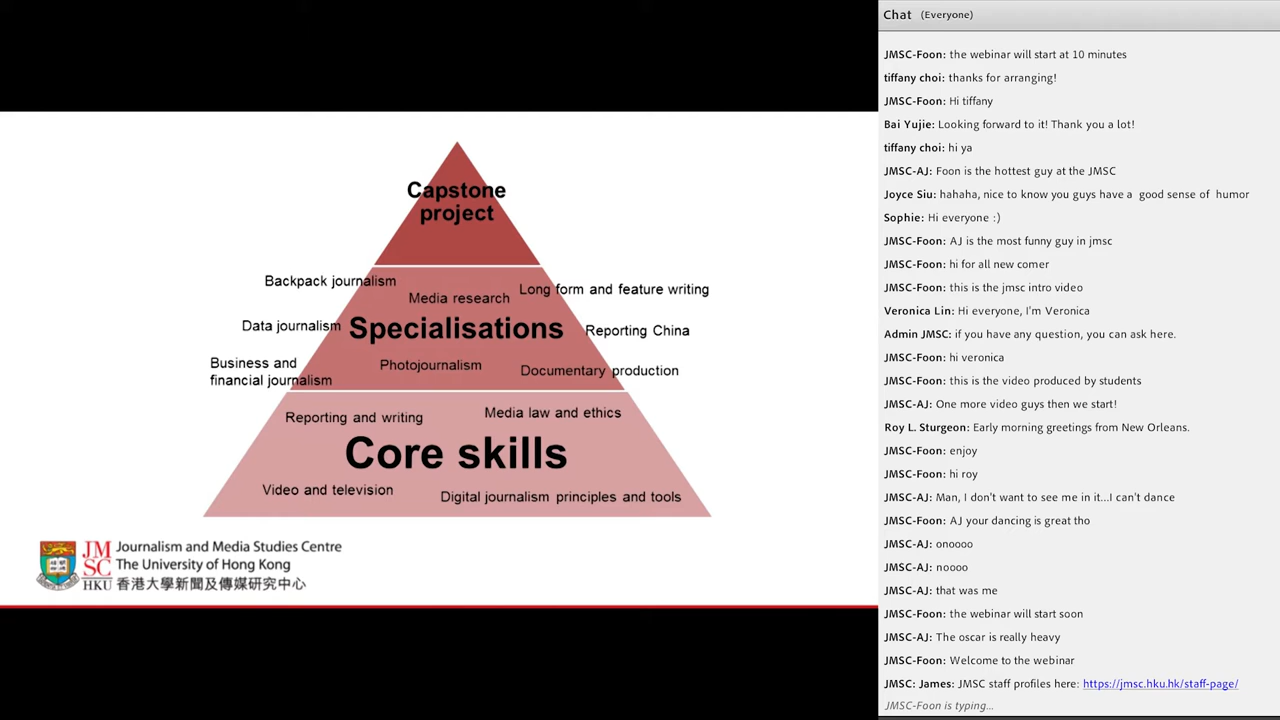 Capstone
project
Backpack journalism
Media research
Long form and feature writing
Data journalism
Specialisations
Reporting China
Business and
financial journalism
Photojournalism
Documentary production
Reporting and writing
Media law and ethics
Core skills
Video and television
Digital journalism principles and tools
JM
SC
HKU
Journalism and Media Studies Centre
The University of Hong Kong
香港大學新聞及傳媒研究中心
Chat (Everyone)
JMSC-Foon: the webinar will start at 10 minutes
tiffany choi: thanks for arranging!
JMSC-Foon: Hi tiffany
Bai Yujie: Looking forward to it! Thank you a lot!
tiffany choi: hi ya
JMSC-AJ: Foon is the hottest guy at the JMSC
Joyce Siu: hahaha, nice to know you guys have a good sense of humor
Sophie: Hi everyone :)
JMSC-Foon: AJ is the most funny guy in jmsc
JMSC-Foon: hi for all new comer
JMSC-Foon: this is the jmsc intro video
Veronica Lin: Hi everyone, I'm Veronica
Admin JMSC: if you have any question, you can ask here.
JMSC-Foon: hi veronica
JMSC-Foon: this is the video produced by students
JMSC-AJ: One more video guys then we start!
Roy L. Sturgeon: Early morning greetings from New Orleans.
JMSC-Foon: enjoy
JMSC-Foon: hi roy
JMSC-AJ: Man, I don't want to see me in it...I can't dance
JMSC-Foon: AJ your dancing is great tho
JMSC-AJ: onoooo
JMSC-AJ: noooo
JMSC-AJ: that was me
JMSC-Foon: the webinar will start soon
JMSC-AJ: The oscar is really heavy
JMSC-Foon: Welcome to the webinar
JMSC: James: JMSC staff profiles here: https://jmsc.hku.hk/staff-page/
JMSC-Foon is typing...